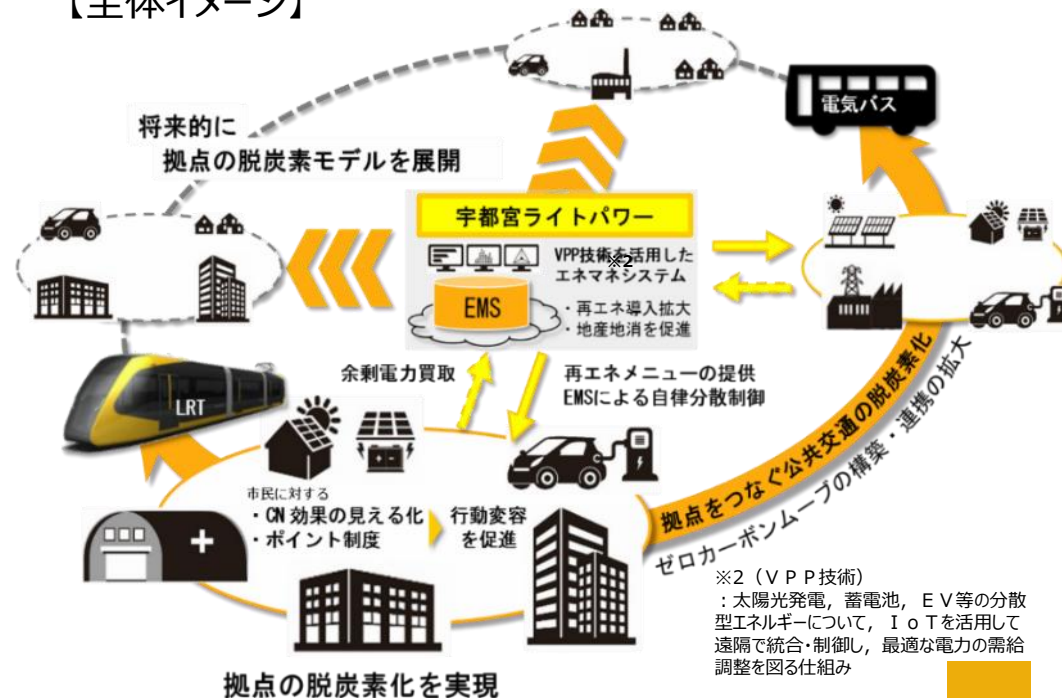 【全体イメージ】
電気バス
将来的に
拠点の脱炭素モデルを展開
宇都宮ライトパワー
VPP技術を活用した
※2
エネマネシステム
EMS
・再エネ導入拡大
・地産地消を促進
余剰電力買取
再エネメニューの提供
EMSによる自律分散制御
LRT
市民に対する
・CN効果の見える化
・ポイント制度
行動変容
を促進
拠点をつなぐ公共交通の脱炭素化
ゼロカーボンムーブの構築・連携の拡大
※2（ＶＰＰ技術）
：太陽光発電，蓄電池，ＥＶ等の分散
型エネルギーについて，ＩｏＴを活用して
遠隔で統合・制御し，最適な電力の需給
調整を図る仕組み
拠点の脱炭素化を実現